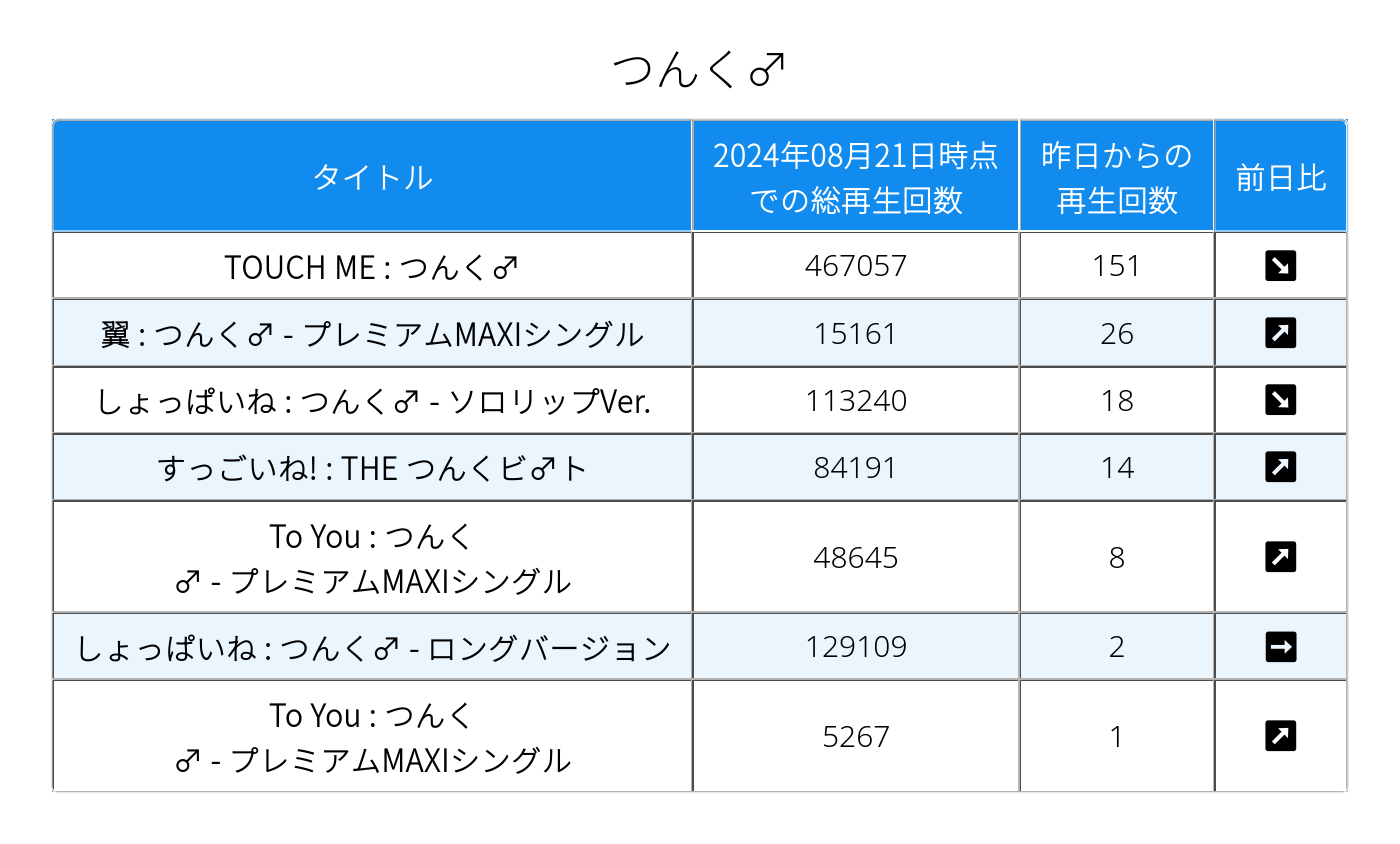 つんく♂
タイトル
2024年08月21日時点
での総再生回数
昨日からの
再生回数
前日比
TOUCH ME : つんく♂
467057
151
↘
翼 : つんく♂ - プレミアムMAXIシングル
15161
26
↗
しょっぱいね : つんく♂ - ソロリップVer.
113240
18
↘
すっごいね! : THE つんくビ♂ト
84191
14
↗
To You : つんく
♂ - プレミアムMAXIシングル
48645
8
↗
しょっぱいね : つんく♂ - ロングバージョン
129109
2
→
To You : つんく
♂ - プレミアムMAXIシングル
5267
1
↗